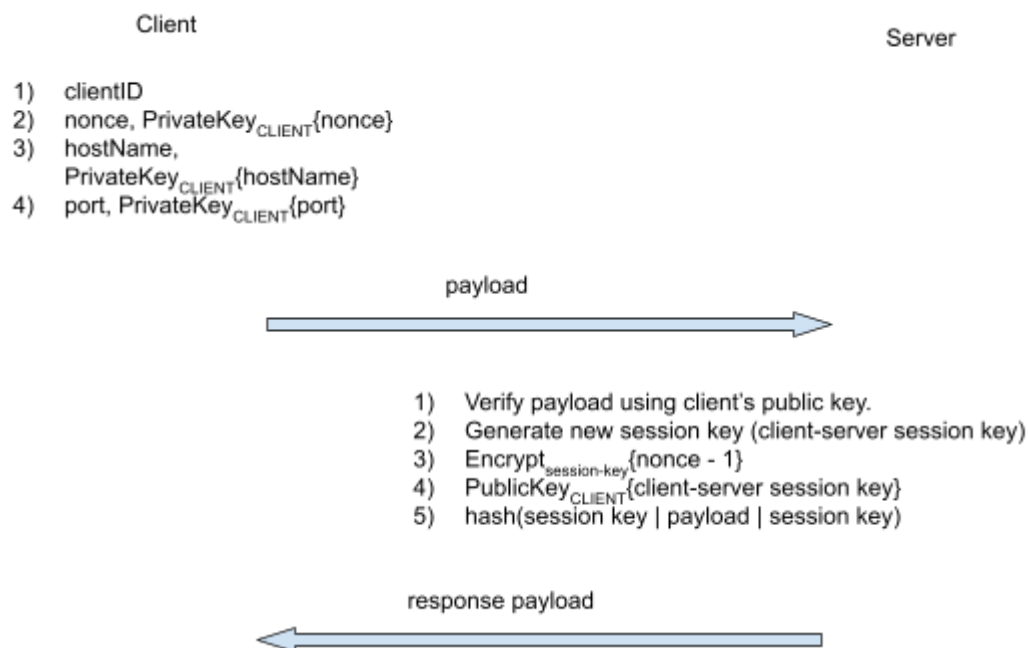 Client
Server
1) clientID
2) nonce, PrivateKeyCLIENT{nonce}
3) hostName,
PrivateKeyCLIENT{hostName}
4) port, PrivateKeyCLIENT{port}
payload
1) Verify payload using client's public key.
2) Generate new session key (client-server session key)
3) Encryptsession-key{nonce - 1}
4) PublicKeyCLIENT{client-server session key}
5) hash(session key | payload | session key)
response payload